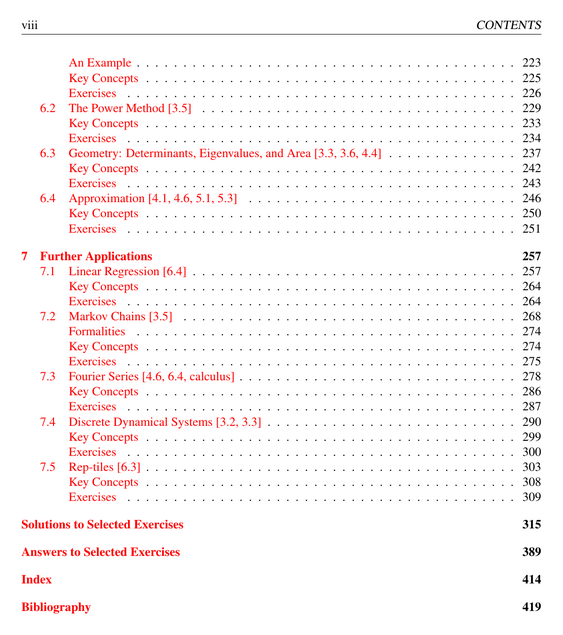 viii CONTENTS
An Example . . . . . . . . . . . . . . . . . . . . . . . . . . . . . . . . . . . . . . . . . 223
Key Concepts . . . . . . . . . . . . . . . . . . . . . . . . . . . . . . . . . . . . . . . . 225
Exercises . . . . . . . . . . . . . . . . . . . . . . . . . . . . . . . . . . . . . . . . . . 226
6.2 The Power Method [3.5] . . . . . . . . . . . . . . . . . . . . . . . . . . . . . . . . . . 229
Key Concepts . . . . . . . . . . . . . . . . . . . . . . . . . . . . . . . . . . . . . . . . 233
Exercises . . . . . . . . . . . . . . . . . . . . . . . . . . . . . . . . . . . . . . . . . . 234
6.3 Geometry: Determinants, Eigenvalues, and Area [3.3, 3.6, 4.4] . . . . . . . . . . . . . . 237
Key Concepts . . . . . . . . . . . . . . . . . . . . . . . . . . . . . . . . . . . . . . . . 242
Exercises . . . . . . . . . . . . . . . . . . . . . . . . . . . . . . . . . . . . . . . . . . 243
6.4 Approximation [4.1, 4.6, 5.1, 5.3] . . . . . . . . . . . . . . . . . . . . . . . . . . . . . 246
Key Concepts . . . . . . . . . . . . . . . . . . . . . . . . . . . . . . . . . . . . . . . . 250
Exercises . . . . . . . . . . . . . . . . . . . . . . . . . . . . . . . . . . . . . . . . . . 251
7 Further Applications 257
7.1 Linear Regression [6.4] . . . . . . . . . . . . . . . . . . . . . . . . . . . . . . . . . . . 257
Key Concepts . . . . . . . . . . . . . . . . . . . . . . . . . . . . . . . . . . . . . . . . 264
Exercises . . . . . . . . . . . . . . . . . . . . . . . . . . . . . . . . . . . . . . . . . . 264
7.2 Markov Chains [3.5] . . . . . . . . . . . . . . . . . . . . . . . . . . . . . . . . . . . . 268
Formalities . . . . . . . . . . . . . . . . . . . . . . . . . . . . . . . . . . . . . . . . . 274
Key Concepts . . . . . . . . . . . . . . . . . . . . . . . . . . . . . . . . . . . . . . . . 274
Exercises . . . . . . . . . . . . . . . . . . . . . . . . . . . . . . . . . . . . . . . . . . 275
7.3 Fourier Series [4.6, 6.4, calculus] . . . . . . . . . . . . . . . . . . . . . . . . . . . . . . 278
Key Concepts . . . . . . . . . . . . . . . . . . . . . . . . . . . . . . . . . . . . . . . . 286
Exercises . . . . . . . . . . . . . . . . . . . . . . . . . . . . . . . . . . . . . . . . . . 287
7.4 Discrete Dynamical Systems [3.2, 3.3] . . . . . . . . . . . . . . . . . . . . . . . . . . . 290
Key Concepts . . . . . . . . . . . . . . . . . . . . . . . . . . . . . . . . . . . . . . . . 299
Exercises . . . . . . . . . . . . . . . . . . . . . . . . . . . . . . . . . . . . . . . . . . 300
7.5 Rep-tiles [6.3] . . . . . . . . . . . . . . . . . . . . . . . . . . . . . . . . . . . . . . . . 303
Key Concepts . . . . . . . . . . . . . . . . . . . . . . . . . . . . . . . . . . . . . . . . 308
Exercises . . . . . . . . . . . . . . . . . . . . . . . . . . . . . . . . . . . . . . . . . . 309
Solutions to Selected Exercises 315
Answers to Selected Exercises 389
Index 414
Bibliography 419